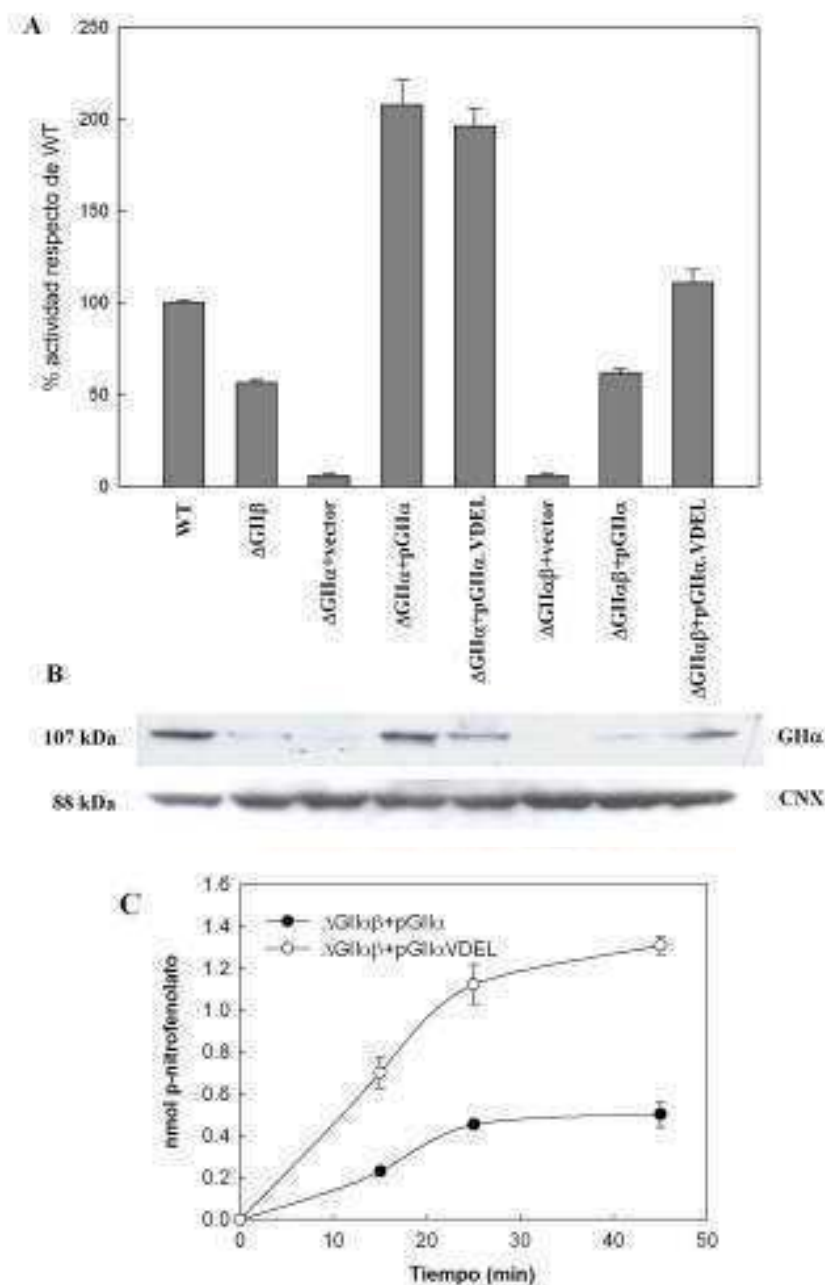 A
250
200
150
100
50
0
% actividad respecto de WT
WT
ΔGIIβ
ΔGIIα+vector
ΔGIIα+pGIIα
ΔGIIα+pGIIα.VDEL
ΔGIIαβ+vector
ΔGIIαβ+pGIIα
ΔGIIαβ+pGIIα.VDEL
B
107 kDa
GIIα
88 kDa
CNX
C
1.6
1.4
1.2
1.0
0.8
0.6
0.4
0.2
0.0
nmol p-nitrofenolato
ΔGIIαβ+pGIIα
ΔGIIαβ+pGIIαVDEL
0
10
20
30
40
50
Tiempo (min)